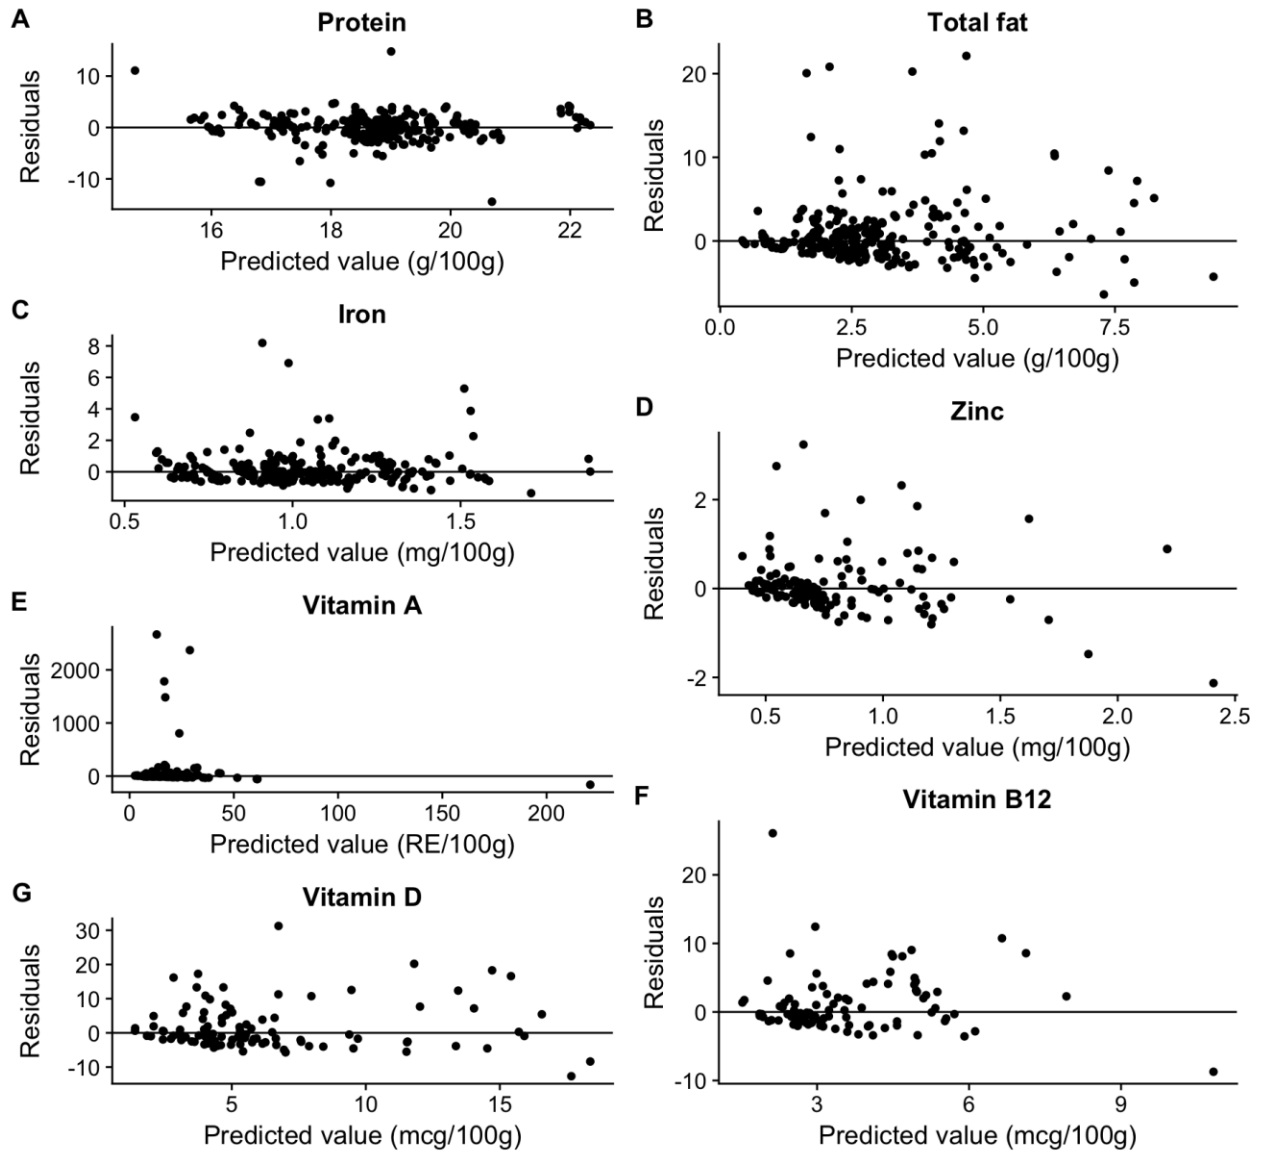 A
Protein
Residuals
10
0
-10
16 18 20 22
Predicted value (g/100g)
B
Total fat
Residuals
20
10
0
0.0 2.5 5.0 7.5
Predicted value (g/100g)
C
Iron
Residuals
8
6
4
2
0
0.5 1.0 1.5
Predicted value (mg/100g)
D
Zinc
Residuals
2
0
-2
0.5 1.0 1.5 2.0 2.5
Predicted value (mg/100g)
E
Vitamin A
Residuals
2000
1000
0
0 50 100 150 200
Predicted value (RE/100g)
F
Vitamin B12
Residuals
20
10
0
-10
3 6 9
Predicted value (mcg/100g)
G
Vitamin D
Residuals
30
20
10
0
-10
5 10 15
Predicted value (mcg/100g)